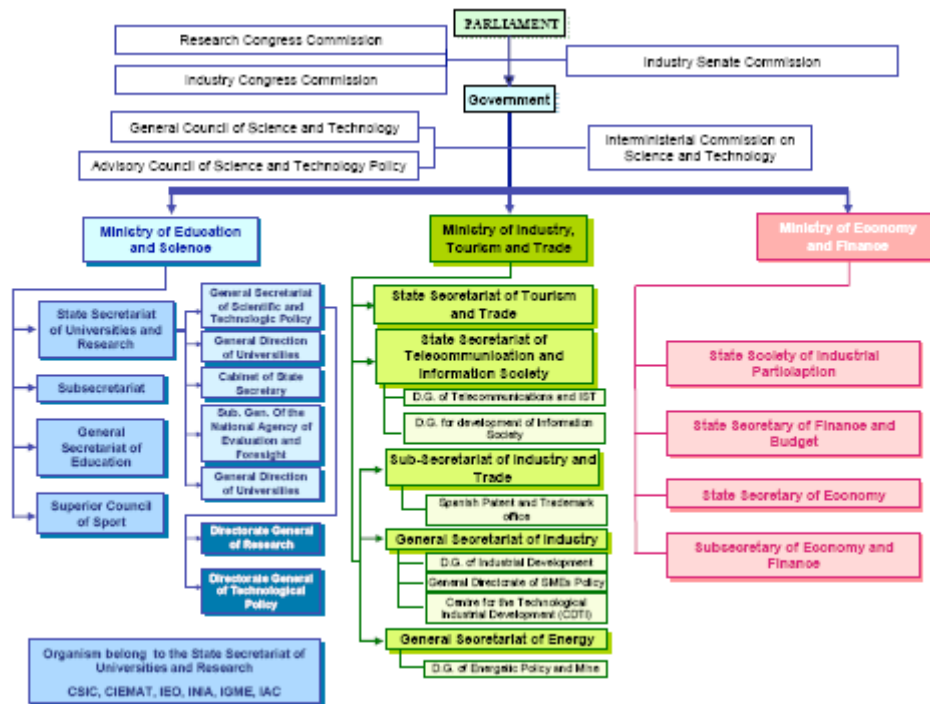 PARLIAMENT
Research Congress Commission
Industry Congress Commission
Industry Senate Commission
Government
General Council of Science and Technology
Advisory Council of Science and Technology Policy
Interministerial Commission on
Science and Technology
Ministry of Education
and Science
State Secretariat
of Universities and
Research
Subsecretariat
General
Secretariat of
Education
Superior Council
of Sport
General Secretariat
of Scientific and
Technologic Policy
General Direction
of Universities
Cabinet of State
Secretary
Sub. Gen. Of the
National Agency of
Evaluation and
Foresight
General Direction
of Universities
Directorate General
of Research
Directorate General
of Technological
Policy
Organism belong to the State Secretariat of
Universities and Research
CSIC, CIEMAT, IEO, INIA, IGME, IAC
Ministry of Industry,
Tourism and Trade
State Secretariat of Tourism
and Trade
State Secretariat of
Telecommunication and
Information Society
D.G. of Telecommunications and IST
D.G. for development of Information
Society
Sub-Secretariat of Industry and
Trade
Spanish Patent and Trademark
office
General Secretariat of Industry
D.G. of Industrial Development
General Directorate of SMEs Policy
Centre for the Technological
Industrial Development (CDTI)
General Secretariat of Energy
D.G. of Energetic Policy and Mine
Ministry of Economy
and Finance
State Society of Industrial
Particiaption
State Secretary of Finance and
Budget
State Secretary of Economy
Subsecretary of Economy and
Finance